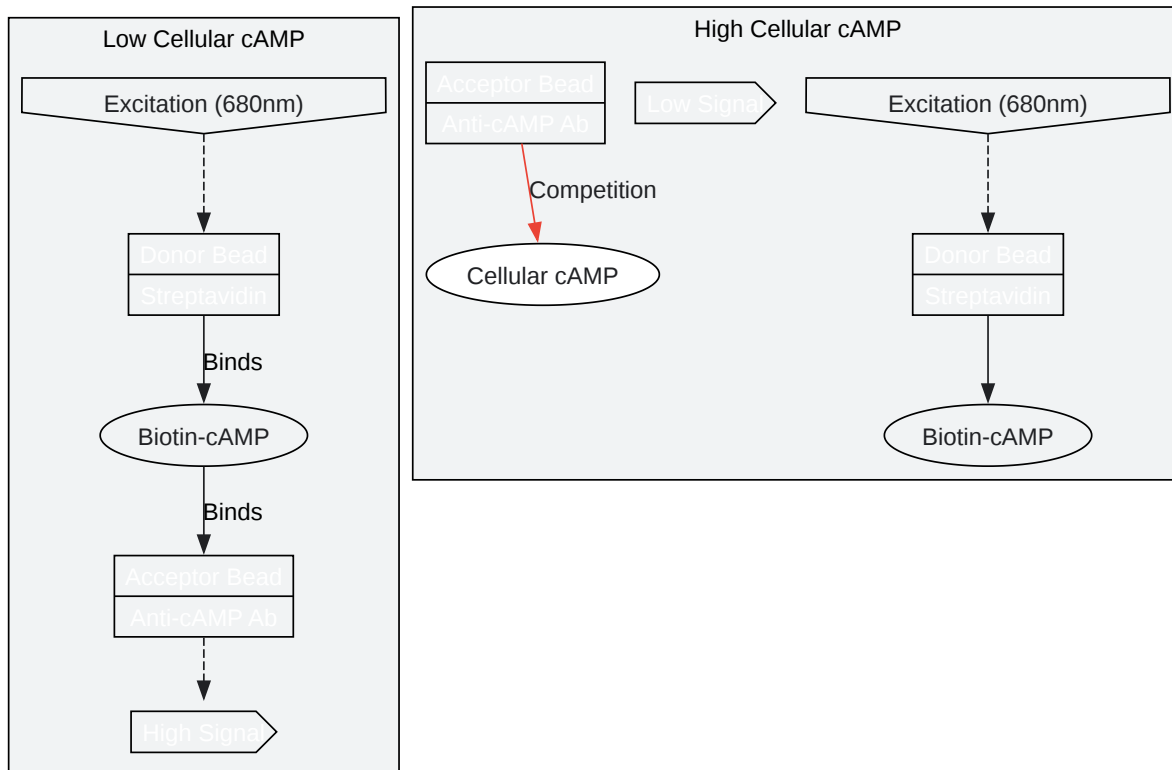 Low Cellular cAMP
Excitation (680nm)
Donor Bead
Streptavidin
Binds
Biotin-cAMP
Binds
Acceptor Bead
Anti-cAMP Ab
High Signal
High Cellular cAMP
Acceptor Bead
Anti-cAMP Ab
Competition
Cellular cAMP
Low Signal
Excitation (680nm)
Donor Bead
Streptavidin
Biotin-cAMP